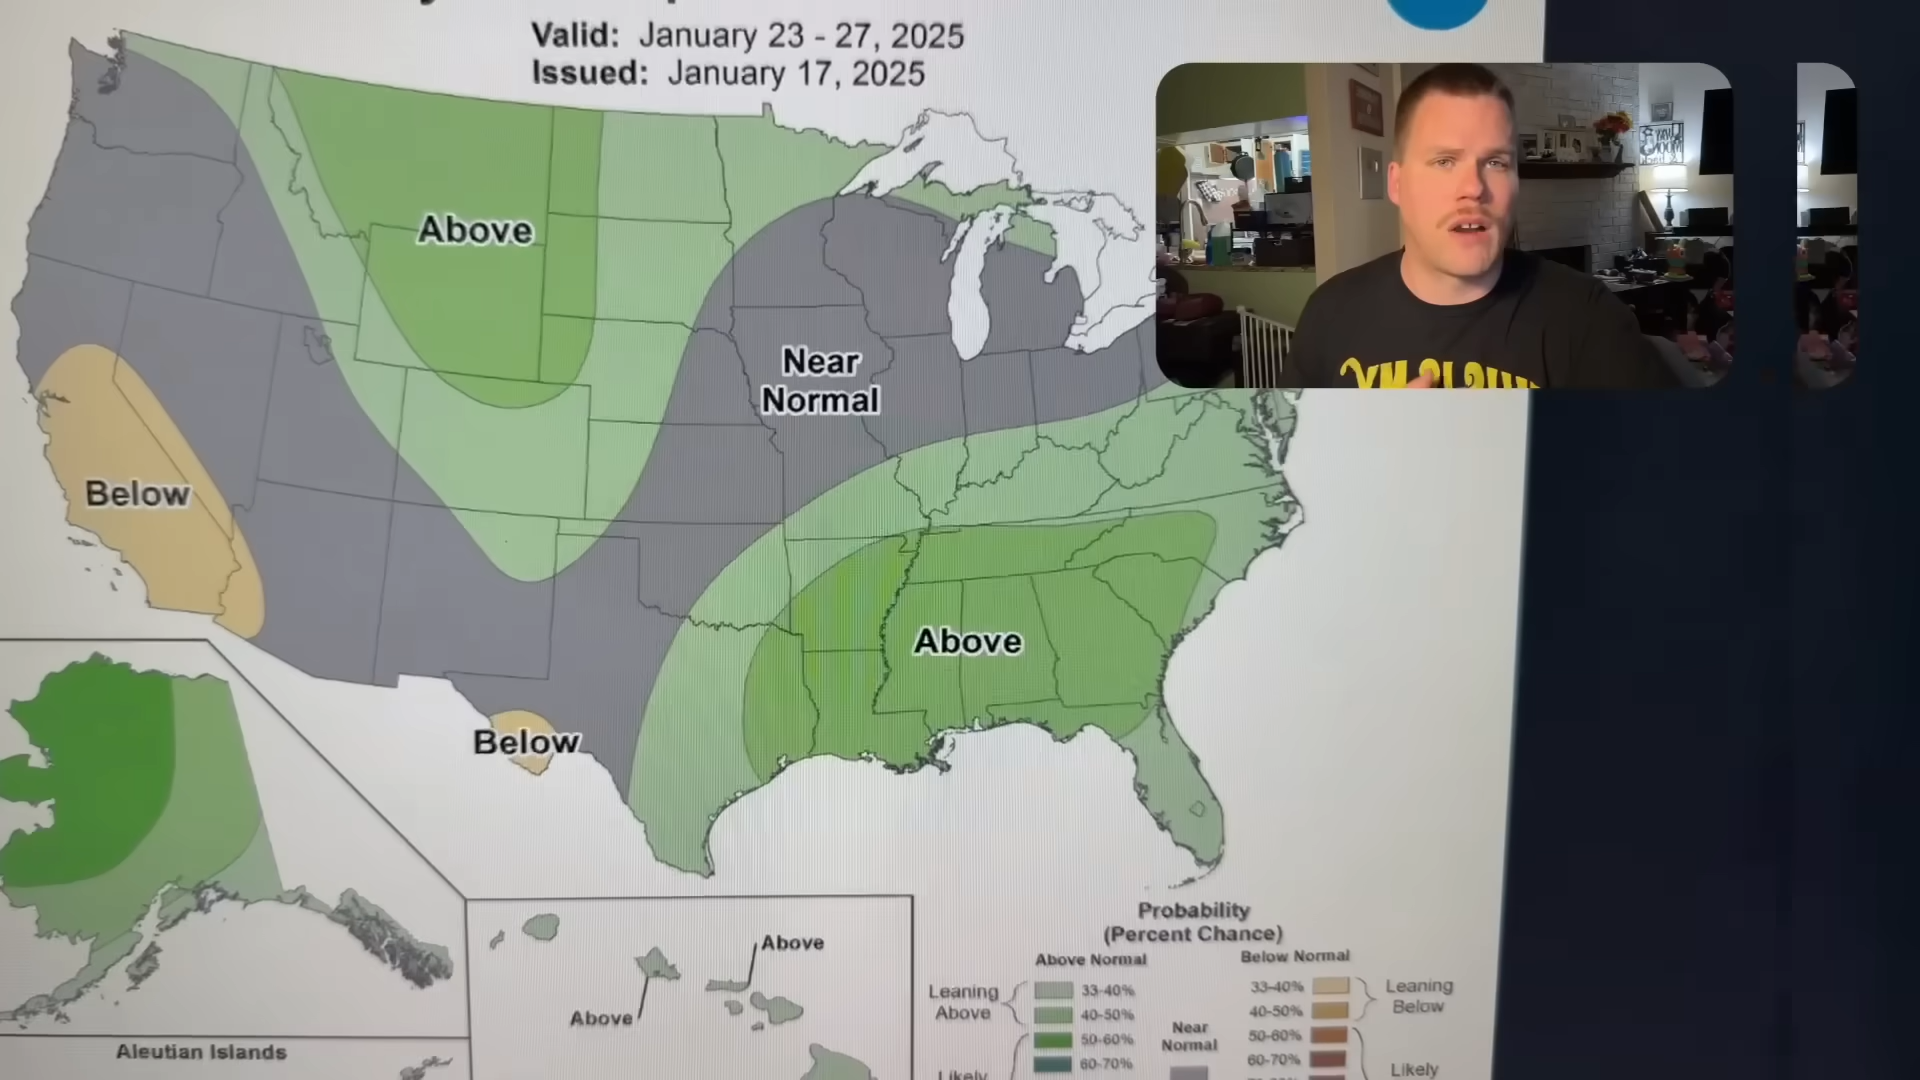 Valid: January 23 - 27, 2025
Issued: January 17, 2025
Above
Near
Normal
Below
Above
Below
Above
Above
Aleutian Islands
Probability
(Percent Chance)
Above Normal
Below Normal
Leaning
Above
33-40%
40-50%
50-60%
60-70%
Near
Normal
33-40%
40-50%
50-60%
60-70%
Leaning
Below
Likely
Likely